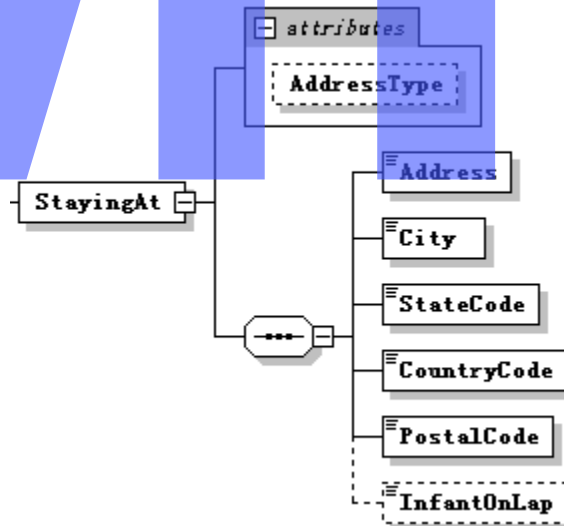 attributes
AddressType
Address
StayingAt
City
StateCode
CountryCode
PostalCode
InfantOnLap